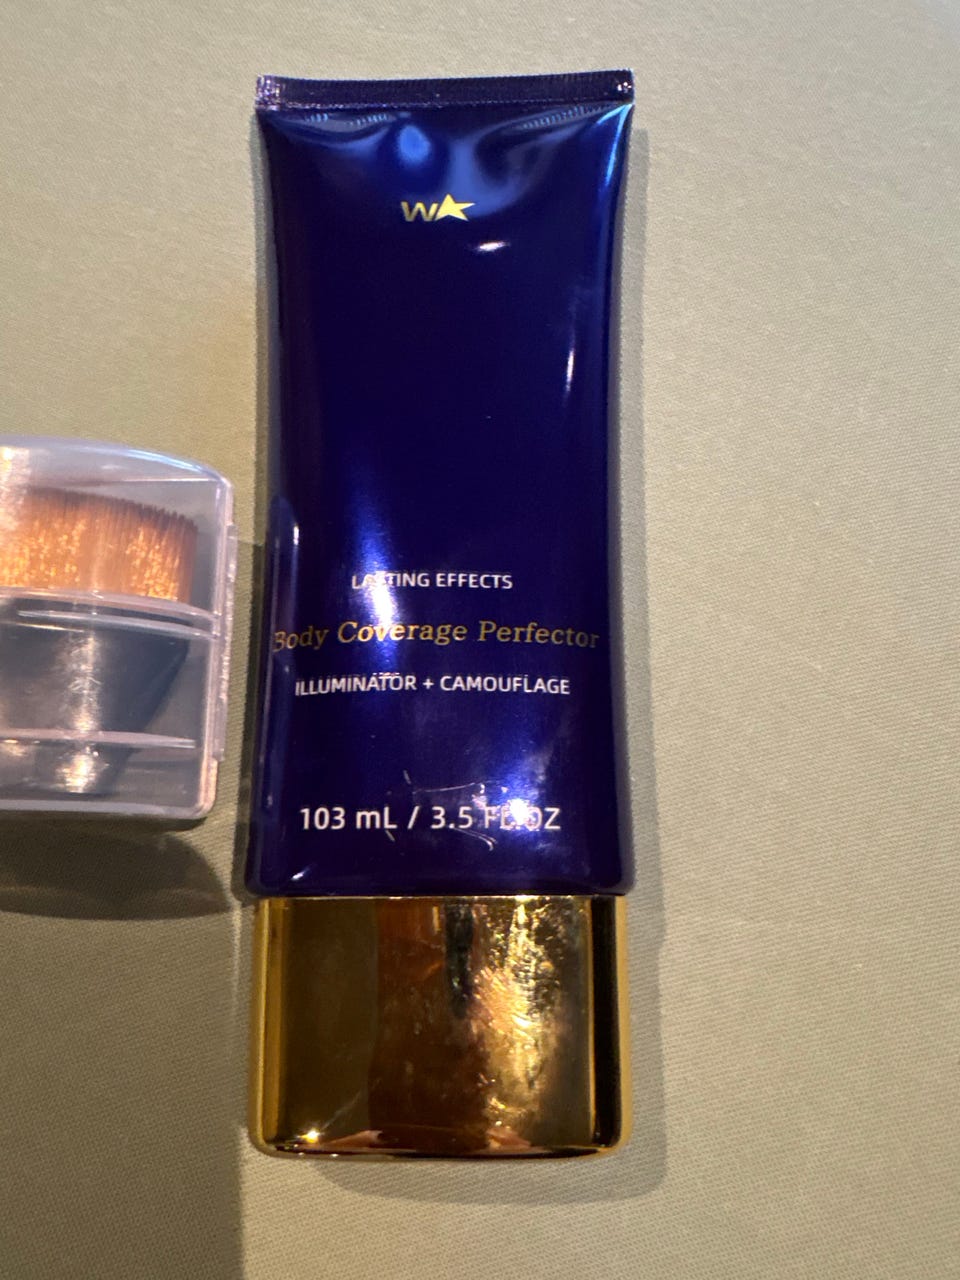 W★
LASTING EFFECTS
Body Coverage Perfector
ILLUMINATOR + CAMOUFLAGE
103 mL / 3.5 FL.OZ